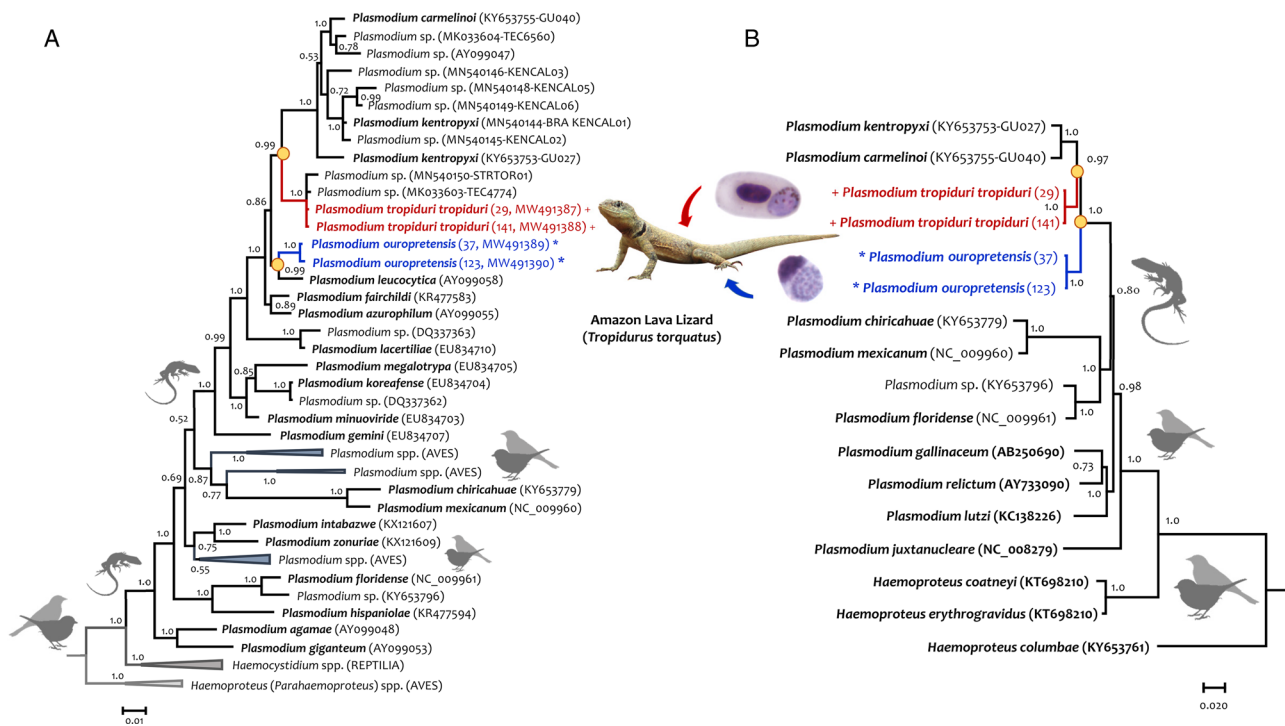 A
B
Plasmodium carmelinoi (KY653755-GU040)
Plasmodium sp. (MK033604-TEC6560)
Plasmodium sp. (AY099047)
Plasmodium sp. (MN540146-KENCAL03)
Plasmodium sp. (MN540148-KENCAL05)
Plasmodium sp. (MN540149-KENCAL06)
Plasmodium kentropyxi (MN540144-BRA KENCAL01)
Plasmodium sp. (MN540145-KENCAL02)
Plasmodium kentropyxi (KY653753-GU027)
Plasmodium sp. (MN540150-STRTOR01)
Plasmodium sp. (MK033603-TEC4774)
Plasmodium tropiduri tropiduri (29, MW491387) +
Plasmodium tropiduri tropiduri (141, MW491388) +
Plasmodium ouropretensis (37, MW491389) *
Plasmodium ouropretensis (123, MW491390) *
Plasmodium leucocytica (AY099058)
Plasmodium fairchildi (KR477583)
Plasmodium azurophilum (AY099055)
Plasmodium sp. (DQ337363)
Plasmodium lacertiliae (EU834710)
Plasmodium megalotrypa (EU834705)
Plasmodium koreafense (EU834704)
Plasmodium sp. (DQ337362)
Plasmodium minuoviride (EU834703)
Plasmodium gemini (EU834707)
Plasmodium spp. (AVES)
Plasmodium spp. (AVES)
Plasmodium chiricahuae (KY653779)
Plasmodium mexicanum (NC_009960)
Plasmodium intabazwe (KX121607)
Plasmodium zonuriae (KX121609)
Plasmodium spp. (AVES)
Plasmodium floridense (NC_009961)
Plasmodium sp. (KY653796)
Plasmodium hispaniolae (KR477594)
Plasmodium agamae (AY099048)
Plasmodium giganteum (AY099053)
Haemocystidium spp. (REPTILIA)
Haemoproteus (Parahaemoproteus) spp. (AVES)
1.0
0.78
0.53
0.72
0.99
1.0
1.0
0.99
1.0
0.86
1.0
0.99
0.89
1.0
0.99
1.0
0.85
1.0
1.0
1.0
0.52
1.0
0.87
0.77
1.0
1.0
0.69
1.0
0.75
0.55
1.0
1.0
1.0
1.0
1.0
1.0
1.0
0.01
Amazon Lava Lizard
(Tropidurus torquatus)
Plasmodium kentropyxi (KY653753-GU027)
Plasmodium carmelinoi (KY653755-GU040)
+ Plasmodium tropiduri tropiduri (29)
+ Plasmodium tropiduri tropiduri (141)
* Plasmodium ouropretensis (37)
* Plasmodium ouropretensis (123)
Plasmodium chiricahuae (KY653779)
Plasmodium mexicanum (NC_009960)
Plasmodium sp. (KY653796)
Plasmodium floridense (NC_009961)
Plasmodium gallinaceum (AB250690)
Plasmodium relictum (AY733090)
Plasmodium lutzi (KC138226)
Plasmodium juxtanucleare (NC_008279)
Haemoproteus coatneyi (KT698210)
Haemoproteus erythrogravidus (KT698210)
Haemoproteus columbae (KY653761)
1.0
0.97
1.0
1.0
1.0
0.80
1.0
1.0
0.98
0.73
1.0
1.0
1.0
1.0
0.020